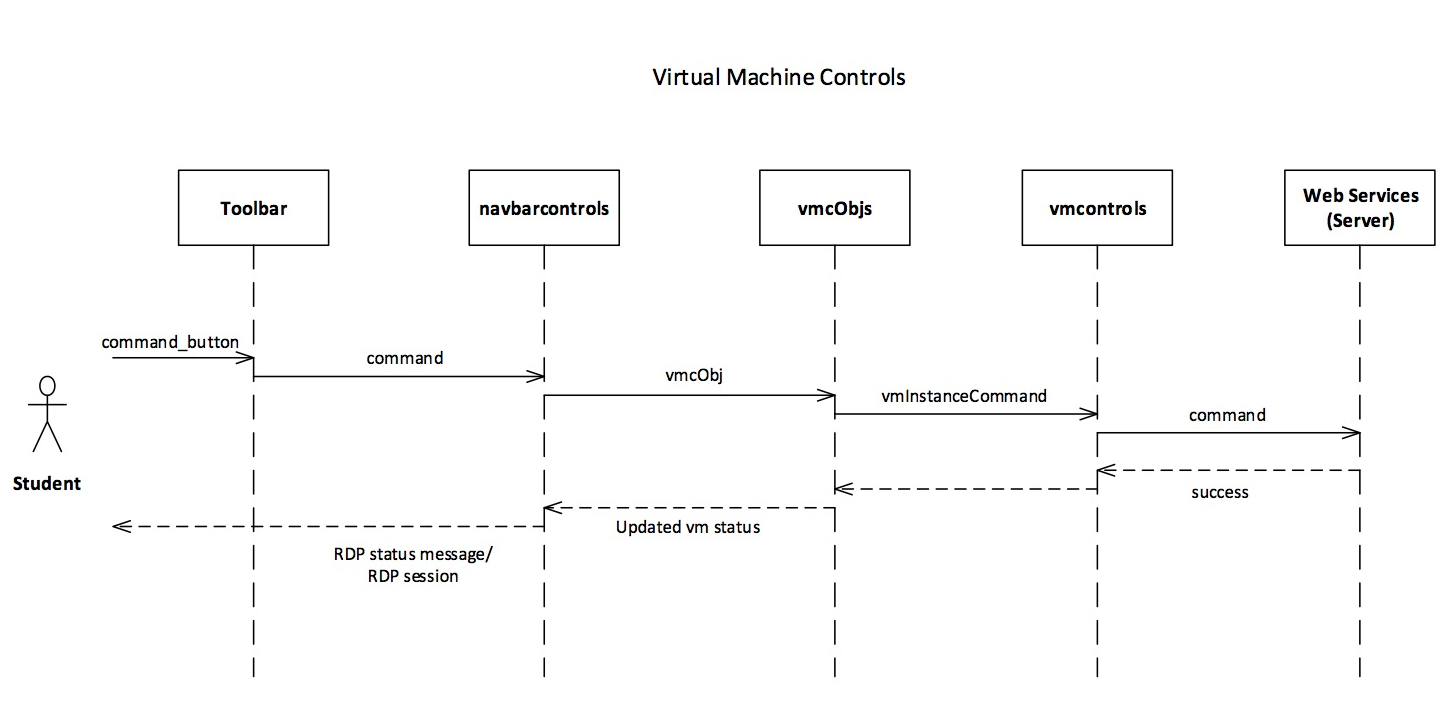 Virtual Machine Controls
Toolbar
navbarcontrols
vmcObjs
vmcontrols
Web Services
(Server)
command_button
command
vmcObj
vmInstanceCommand
command
Student
success
Updated vm status
RDP status message/
RDP session